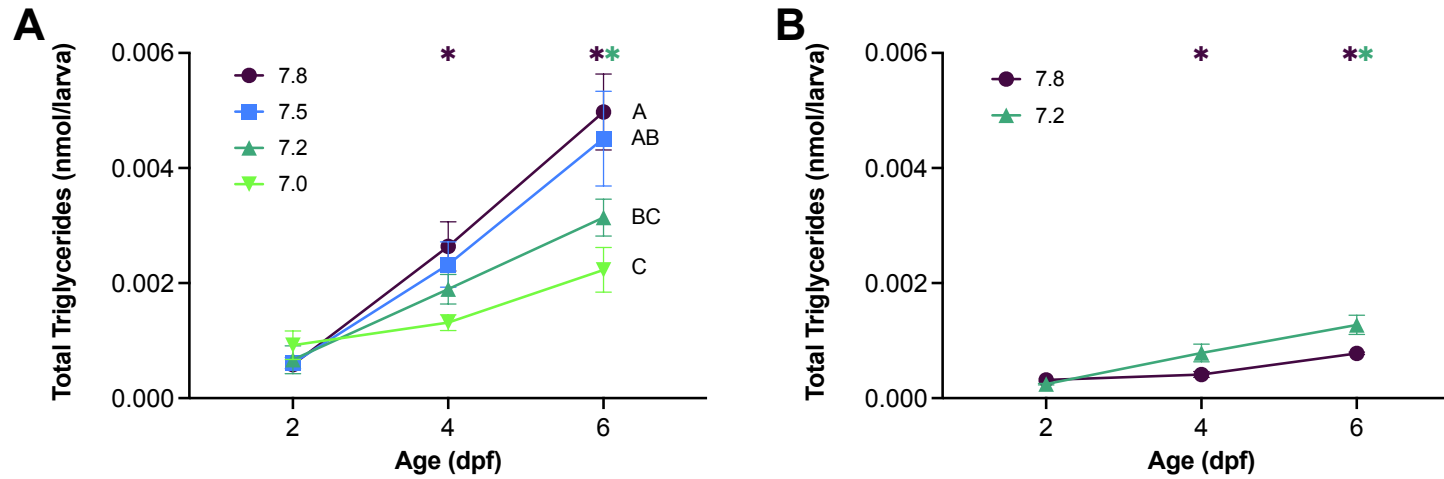 A
Total Triglycerides (nmol/larva)
0.006
0.004
0.002
0.000
7.8
7.5
7.2
7.0
* **
A
AB
BC
C
2 4 6
Age (dpf)
B
Total Triglycerides (nmol/larva)
0.006
0.004
0.002
0.000
7.8
7.2
* **
2 4 6
Age (dpf)